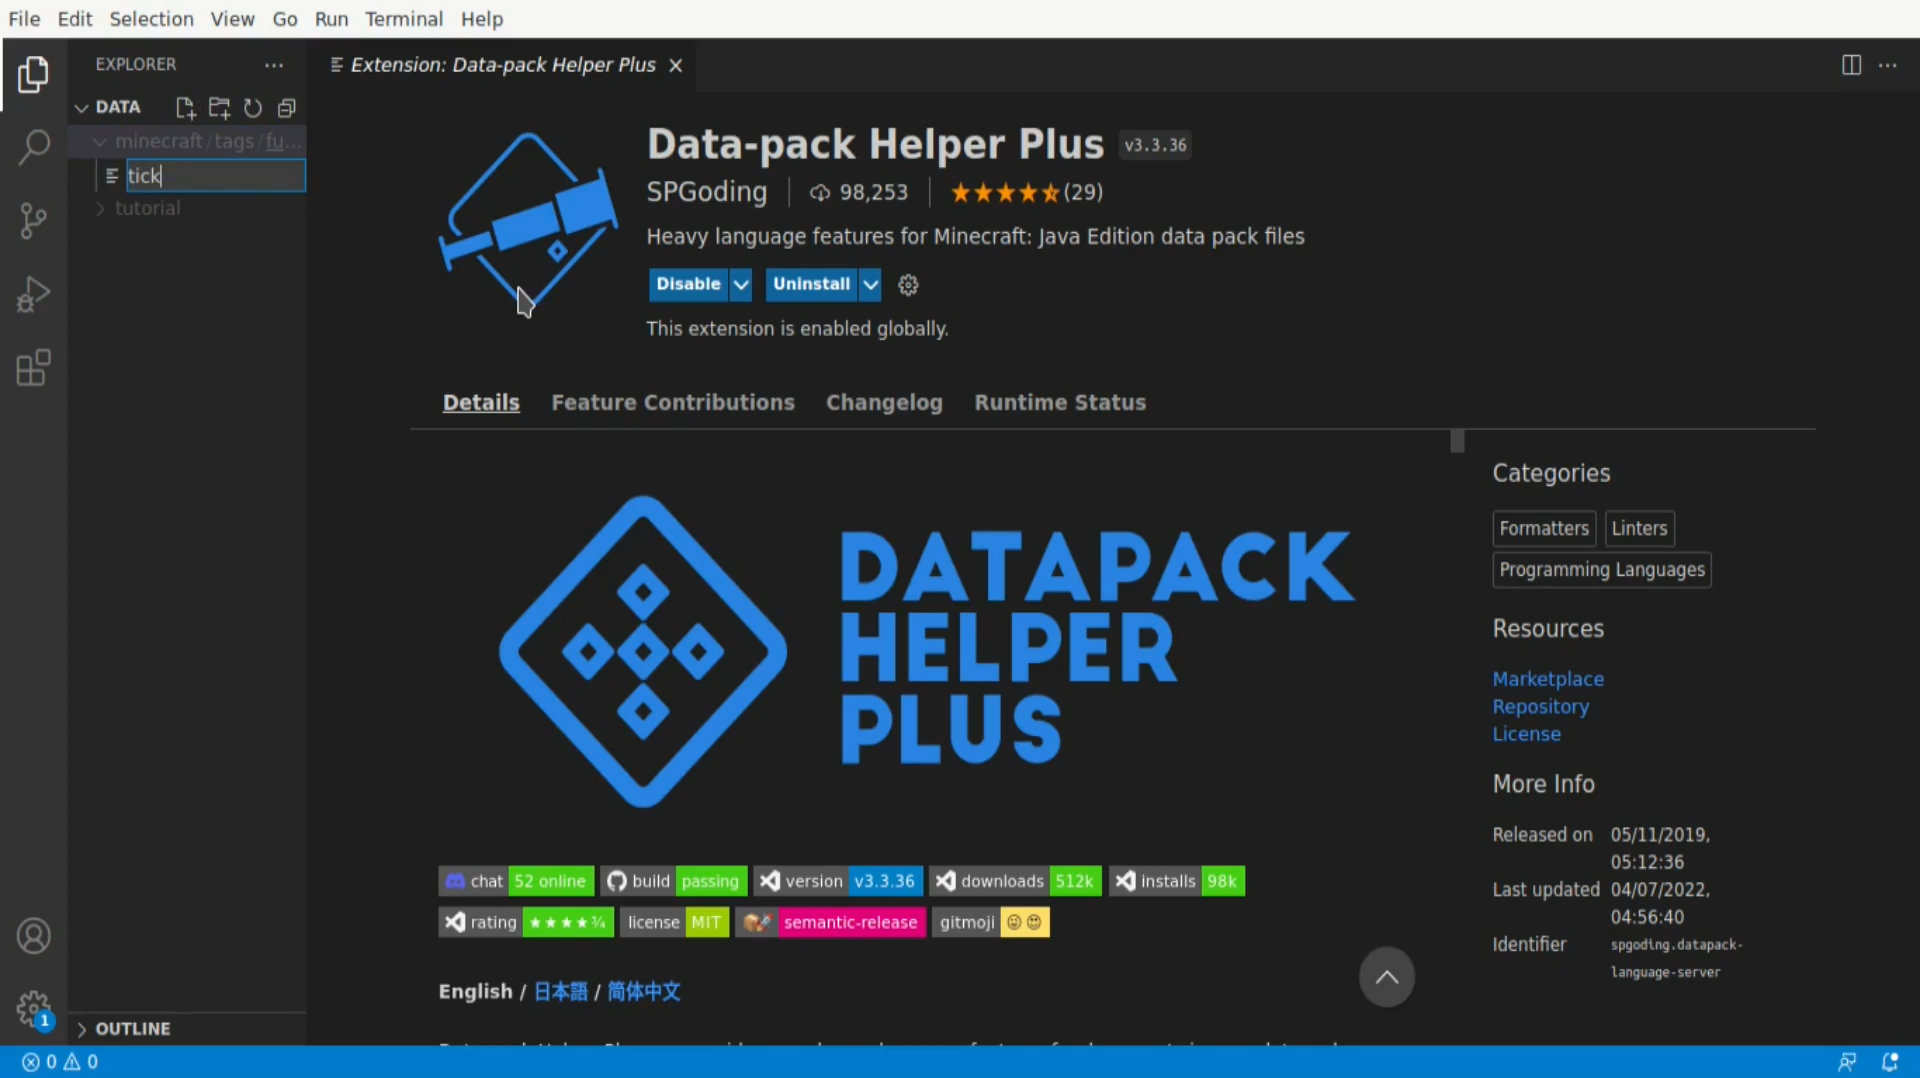 File Edit Selection View Go Run Terminal Help
EXPLORER
Extension: Data-pack Helper Plus
DATA
minecraft/tags/fu...
tick
tutorial
Data-pack Helper Plus v3.3.36
SPGoding 98,253 (29)
Heavy language features for Minecraft: Java Edition data pack files
Disable Uninstall
This extension is enabled globally.
Details Feature Contributions Changelog Runtime Status
DATAPACK
HELPER
PLUS
chat 52 online build passing version v3.3.36 downloads 512k installs 98k
rating ★★★★¾ license MIT semantic-release gitmoji
English / 日本語 / 简体中文
Categories
Formatters Linters
Programming Languages
Resources
Marketplace
Repository
License
More Info
Released on 05/11/2019,
05:12:36
Last updated 04/07/2022,
04:56:40
Identifier spgoding.datapack-
language-server
OUTLINE
1
0 0